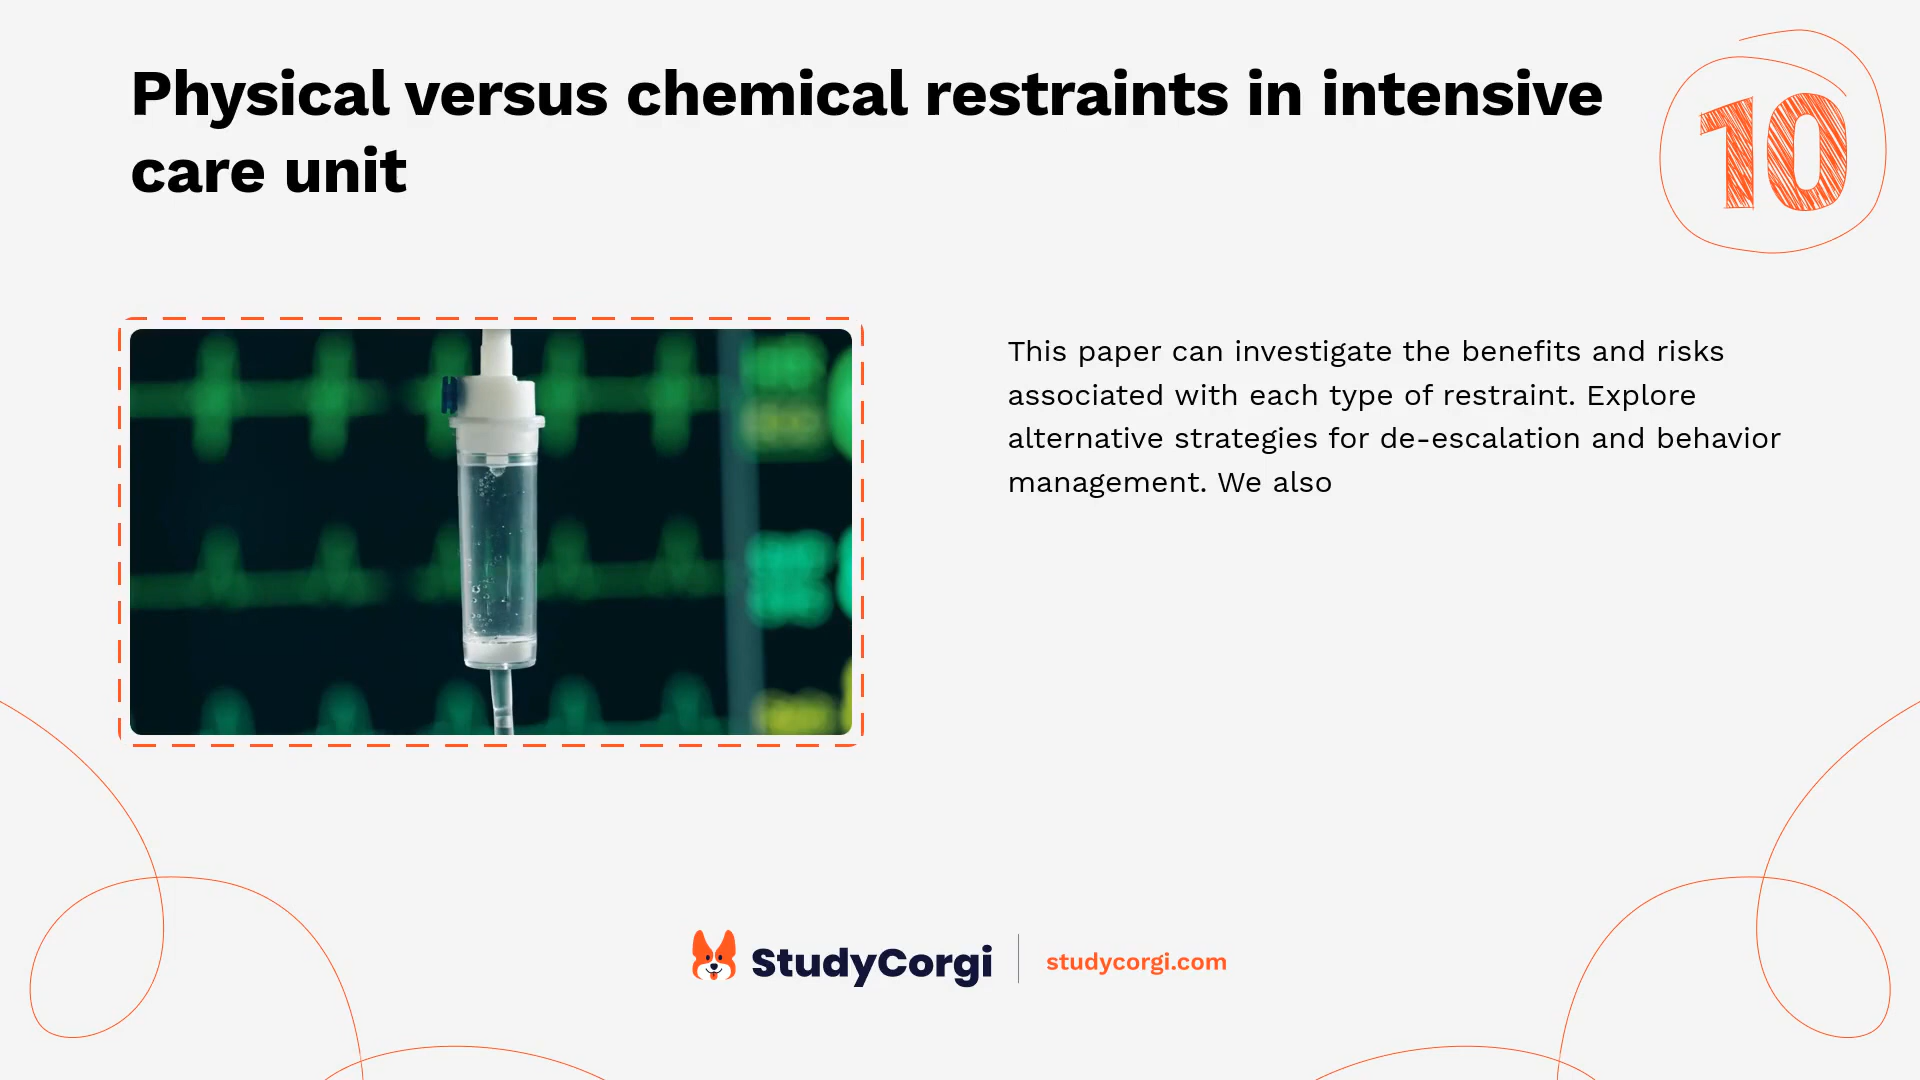 Physical versus chemical restraints in intensive
care unit
10
This paper can investigate the benefits and risks
associated with each type of restraint. Explore
alternative strategies for de-escalation and behavior
management. We also
StudyCorgi
studycorgi.com